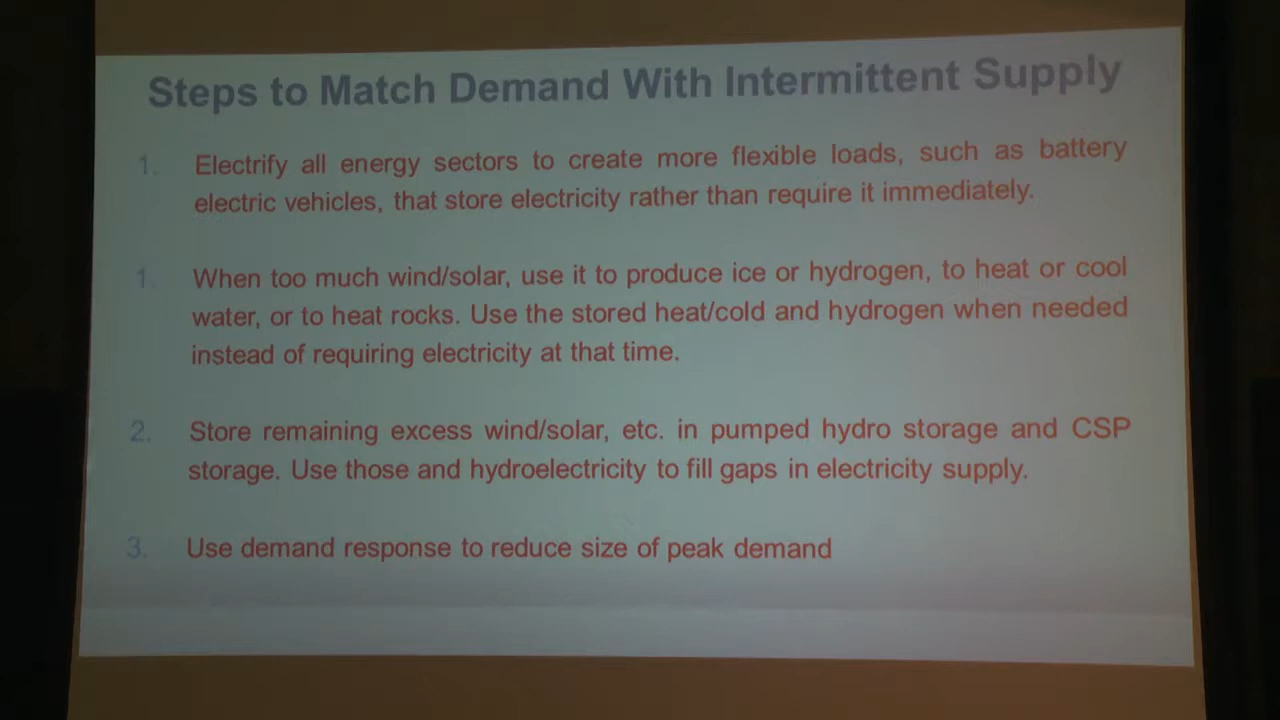 Steps to Match Demand With Intermittent Supply
1. Electrify all energy sectors to create more flexible loads, such as battery
electric vehicles, that store electricity rather than require it immediately.
1. When too much wind/solar, use it to produce ice or hydrogen, to heat or cool
water, or to heat rocks. Use the stored heat/cold and hydrogen when needed
instead of requiring electricity at that time.
2. Store remaining excess wind/solar, etc. in pumped hydro storage and CSP
storage. Use those and hydroelectricity to fill gaps in electricity supply.
3. Use demand response to reduce size of peak demand